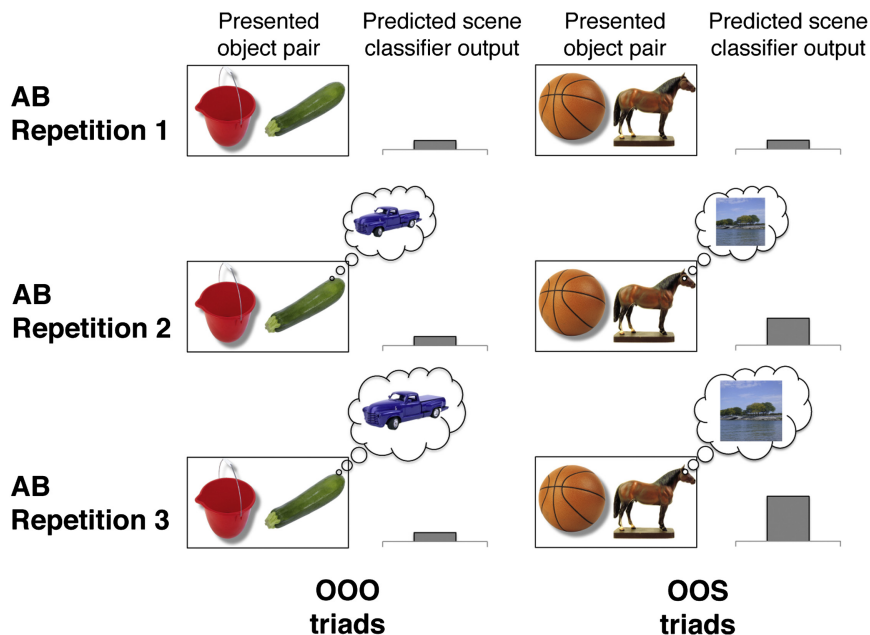 Presented
object pair
Predicted scene
classifier output
Presented
object pair
Predicted scene
classifier output
AB
Repetition 1
AB
Repetition 2
AB
Repetition 3
OOO
triads
OOS
triads